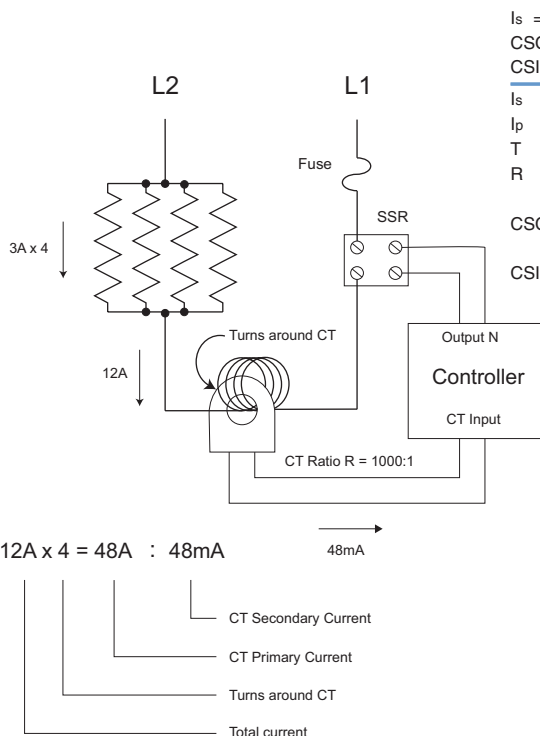 Is =
CSC
CSI
Is
Ip
T
R
CSC
CSI
L2
L1
Fuse
SSR
3A x 4
Turns around CT
12A
Output N
Controller
CT Input
CT Ratio R = 1000:1
48mA
12A x 4 = 48A : 48mA
CT Secondary Current
CT Primary Current
Turns around CT
Total current